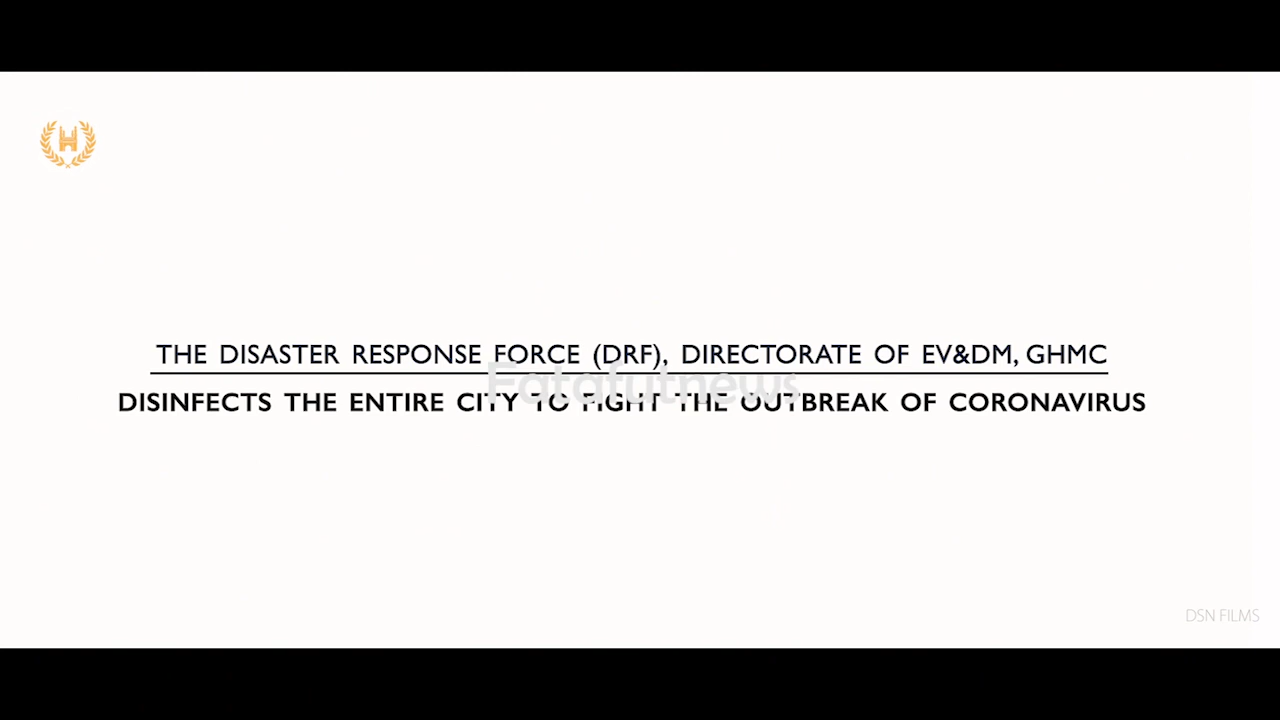 THE DISASTER RESPONSE FORCE (DRF), DIRECTORATE OF EV&DM, GHMC
Fatafutnews
DISINFECTS THE ENTIRE CITY TO FIGHT THE OUTBREAK OF CORONAVIRUS
DSN FILMS